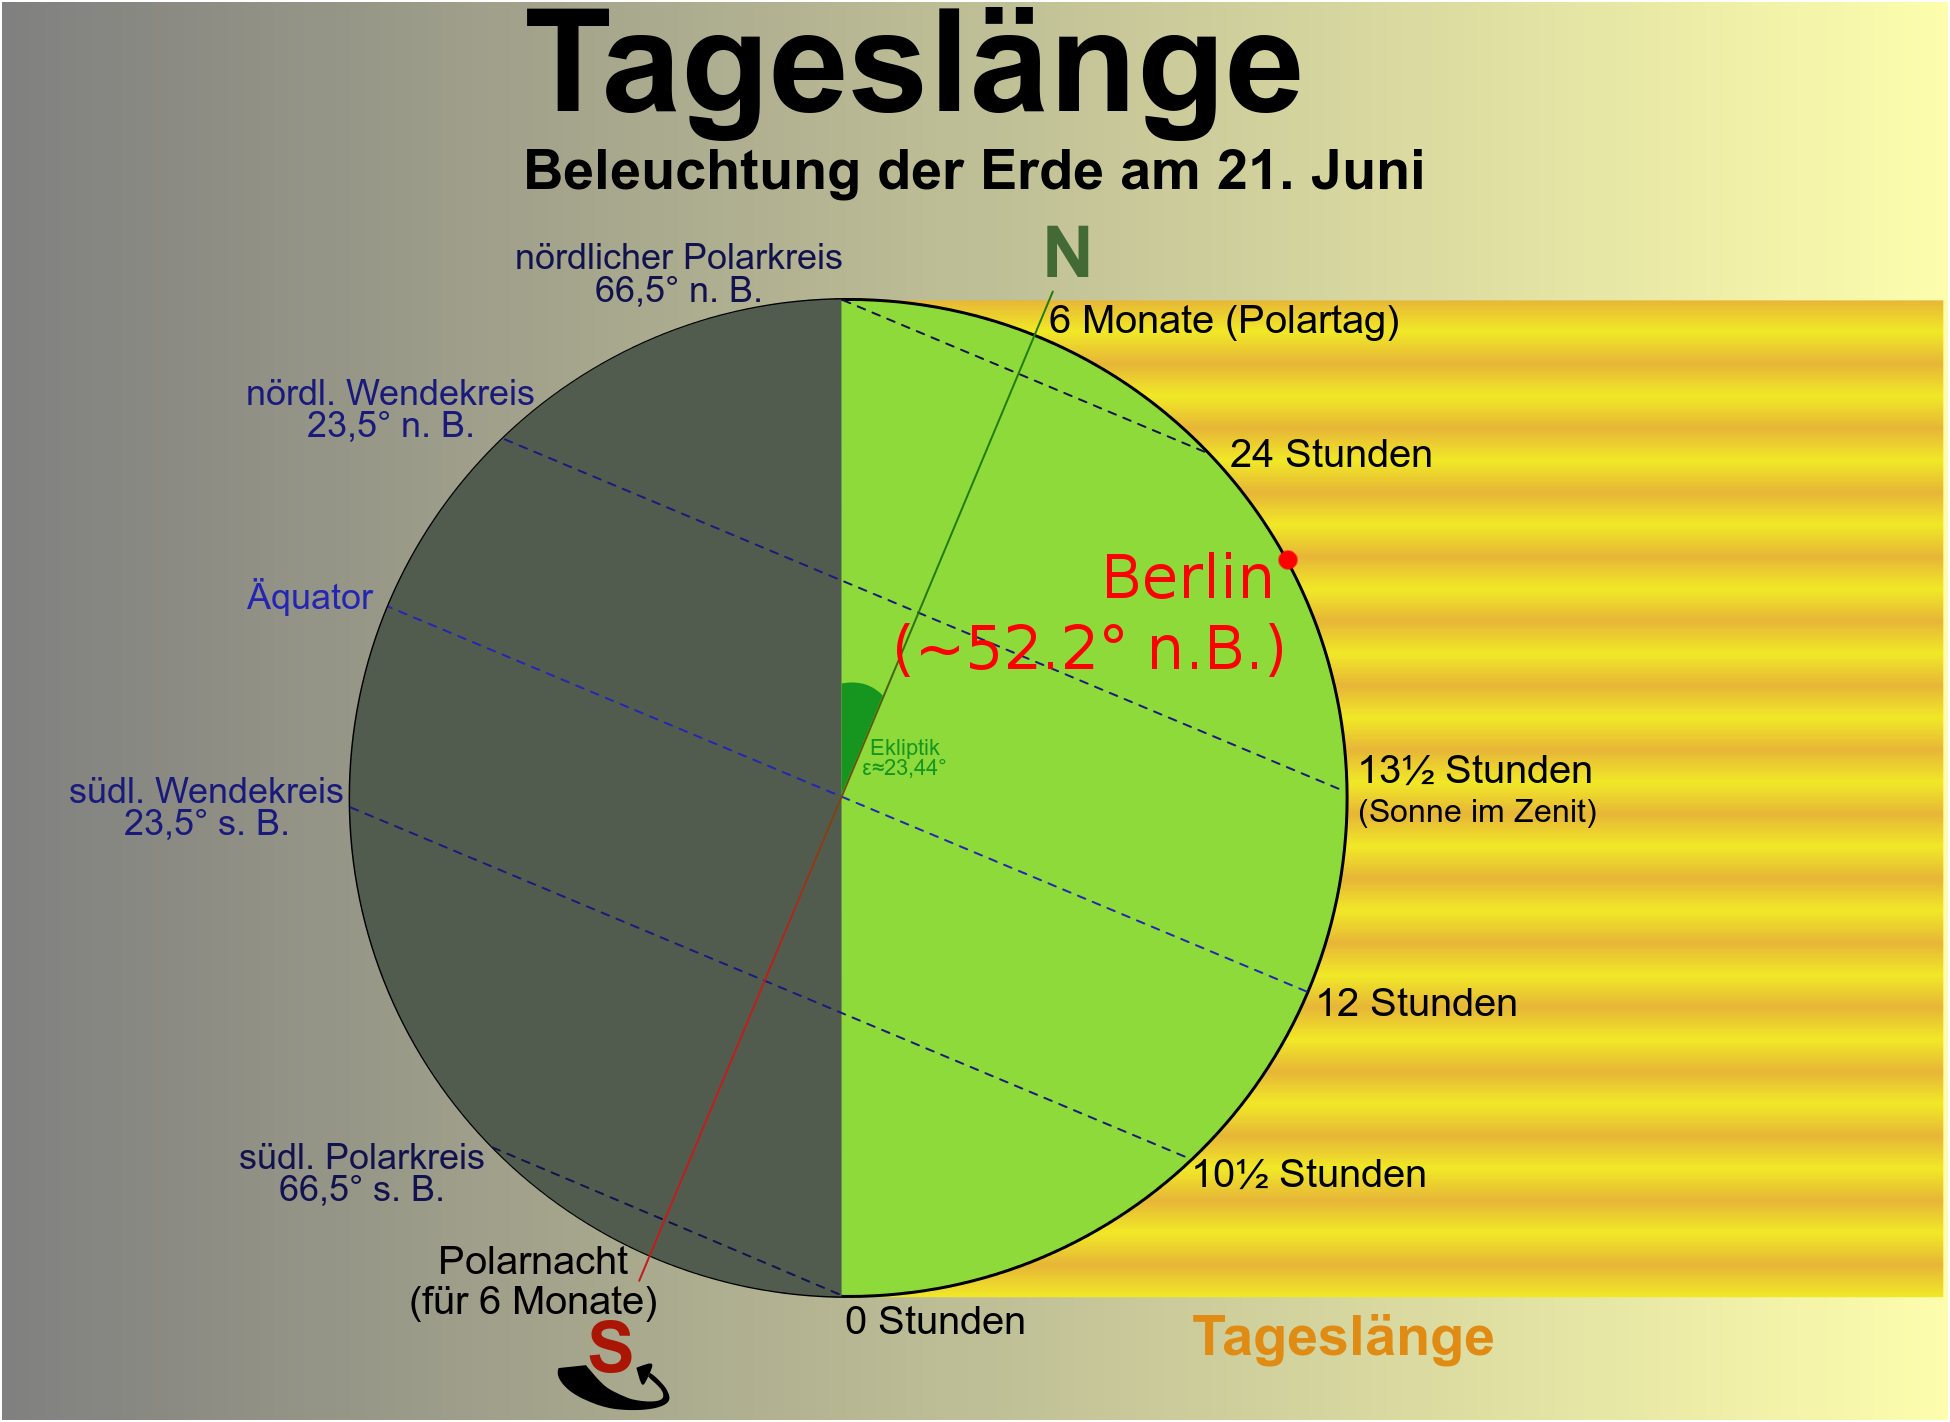 Tageslänge
Beleuchtung der Erde am 21. Juni
N
nördlicher Polarkreis
66,5° n. B.
6 Monate (Polartag)
nördl. Wendekreis
23,5° n. B.
24 Stunden
Berlin
(~52.2° n.B.)
Äquator
Ekliptik
ε≈23,44°
südl. Wendekreis
23,5° s. B.
13½ Stunden
(Sonne im Zenit)
12 Stunden
südl. Polarkreis
66,5° s. B.
10½ Stunden
Polarnacht
(für 6 Monate)
S
0 Stunden
Tageslänge